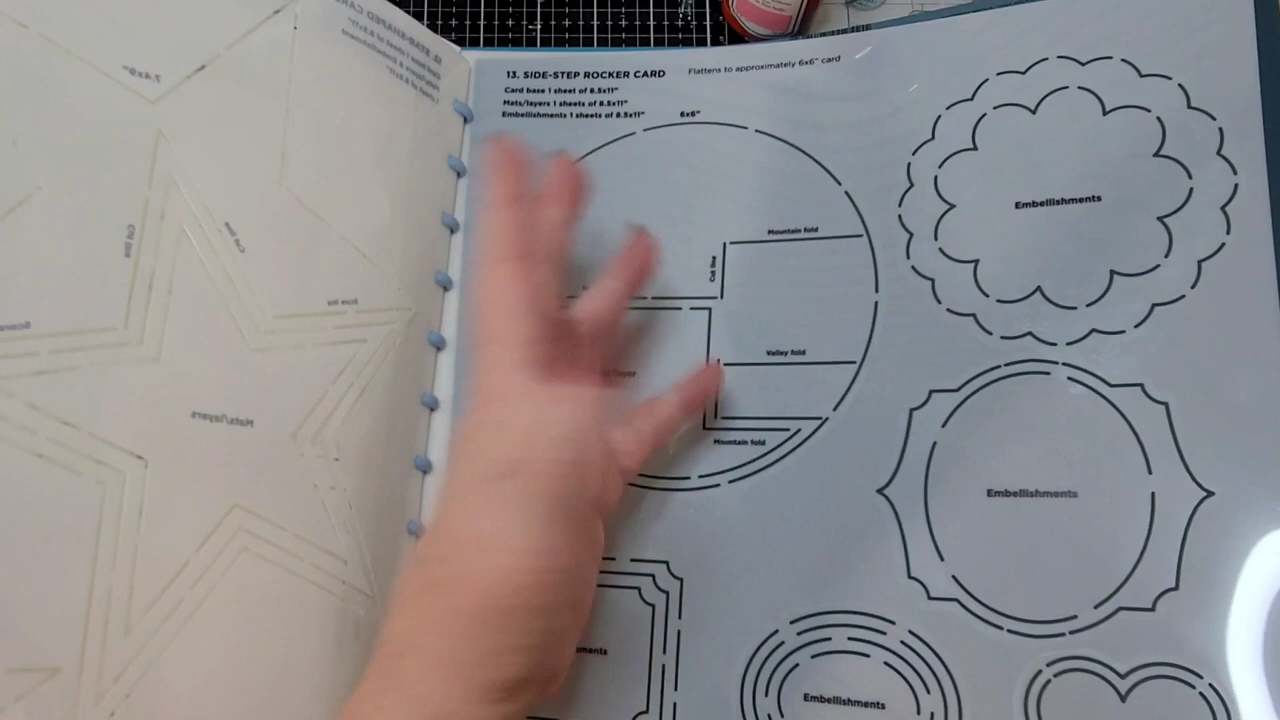 13. SIDE-STEP ROCKER CARD
Flattens to approximately 6x6" card
Card base 1 sheet of 8.5x11"
Mats/layers 1 sheets of 8.5x11"
Embellishments 1 sheets of 8.5x11"
6x6"
Mountain fold
Cut line
Valley fold
Mountain fold
Embellishments
Embellishments
Embellishments
7.4x9"
Cut line
Cut line
Score line
Mats/layers